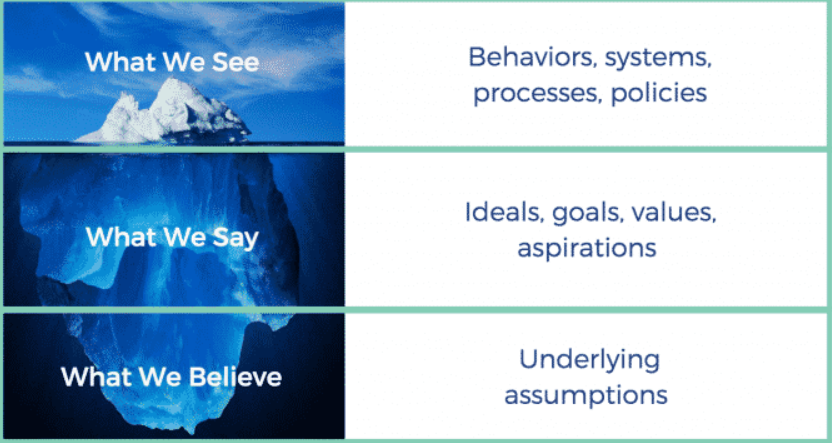 What We See
Behaviors, systems,
processes, policies
What We Say
Ideals, goals, values,
aspirations
What We Believe
Underlying
assumptions